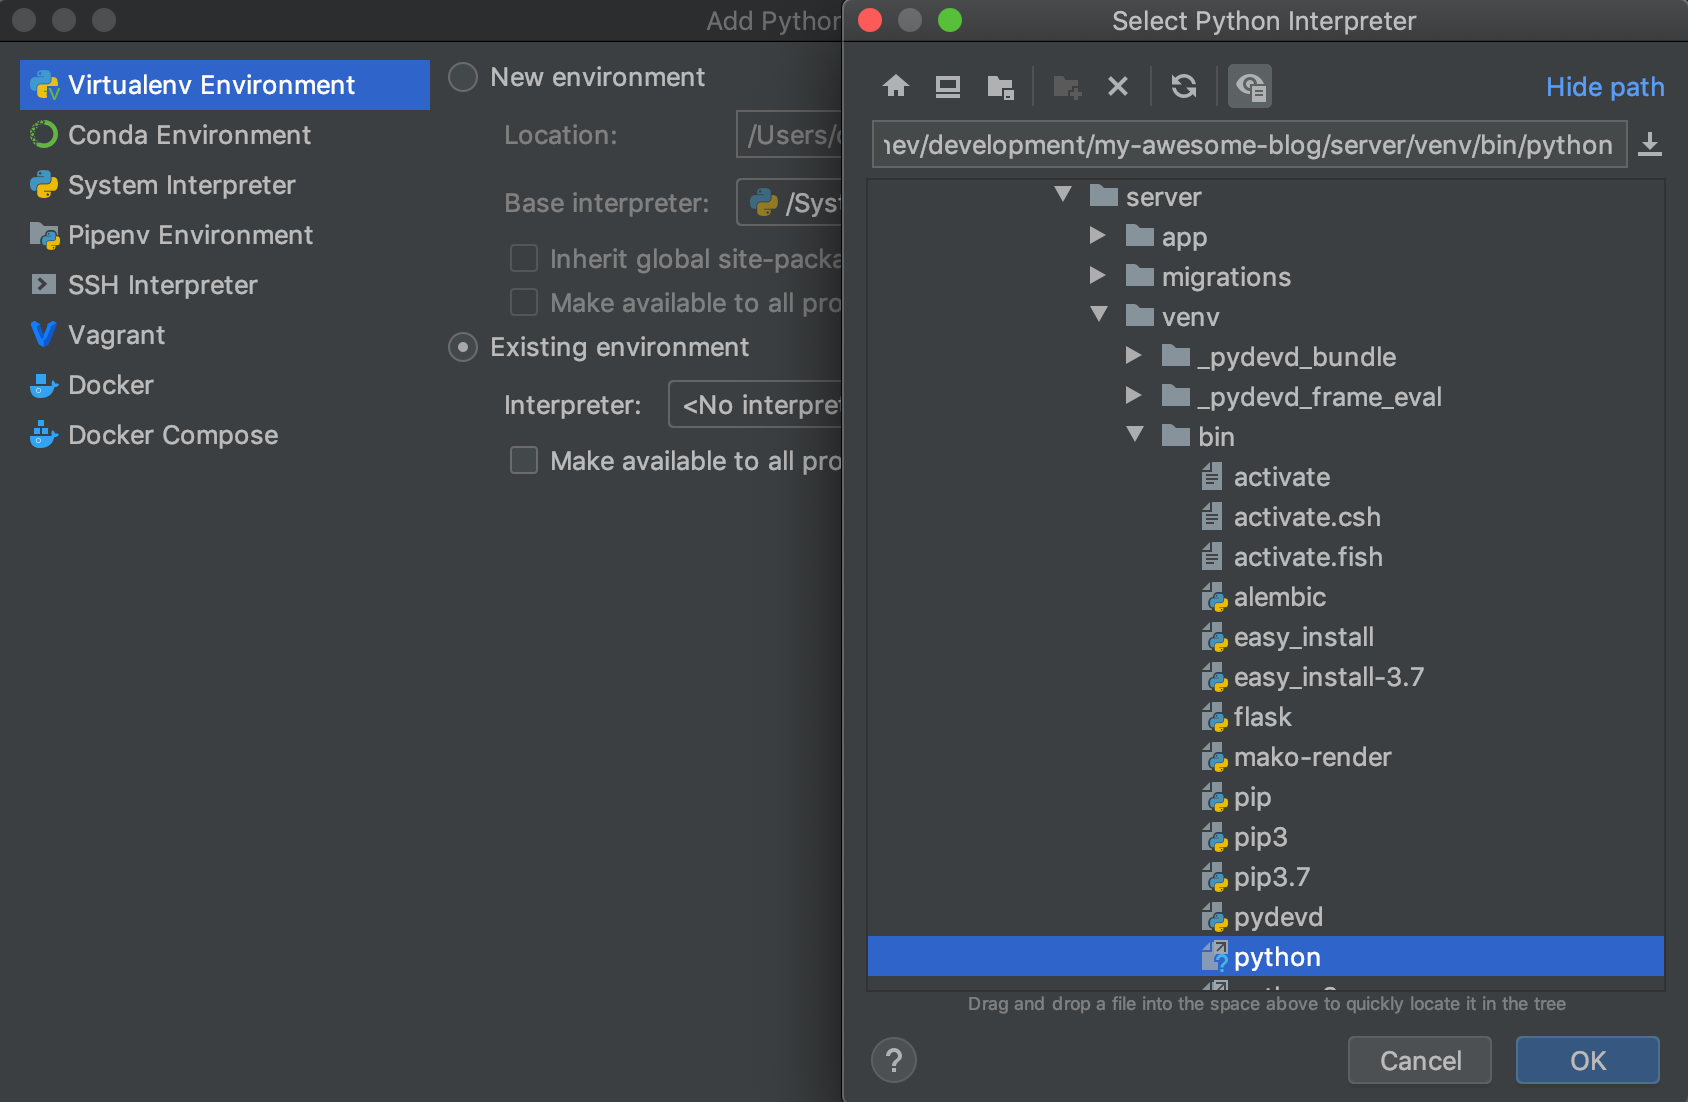 Add Python
Virtualenv Environment
Conda Environment
System Interpreter
Pipenv Environment
SSH Interpreter
Vagrant
Docker
Docker Compose
New environment
Location:
/Users/
Base interpreter:
/Syst
Inherit global site-packa
Make available to all pro
Existing environment
Interpreter:
<No interpret
Make available to all pro
Select Python Interpreter
Hide path
nev/development/my-awesome-blog/server/venv/bin/python
server
app
migrations
venv
_pydevd_bundle
_pydevd_frame_eval
bin
activate
activate.csh
activate.fish
alembic
easy_install
easy_install-3.7
flask
mako-render
pip
pip3
pip3.7
pydevd
python
Drag and drop a file into the space above to quickly locate it in the tree
?
Cancel
OK